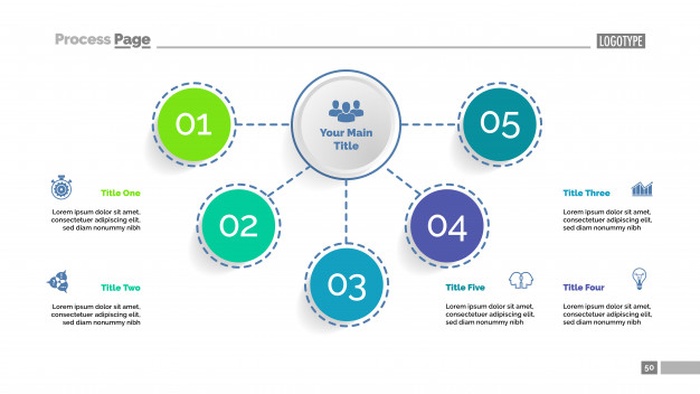 Process Page
LOGOTYPE
01
Your Main
Title
05
02
04
03
Title One
Lorem ipsum dolor sit amet,
consectetuer adipiscing elit,
sed diam nonummy nibh
Title Two
Lorem ipsum dolor sit amet,
consectetuer adipiscing elit,
sed diam nonummy nibh
Title Three
Lorem ipsum dolor sit amet,
consectetuer adipiscing elit,
sed diam nonummy nibh
Title Five
Lorem ipsum dolor sit amet,
consectetuer adipiscing elit,
sed diam nonummy nibh
Title Four
Lorem ipsum dolor sit amet,
consectetuer adipiscing elit,
sed diam nonummy nibh
50